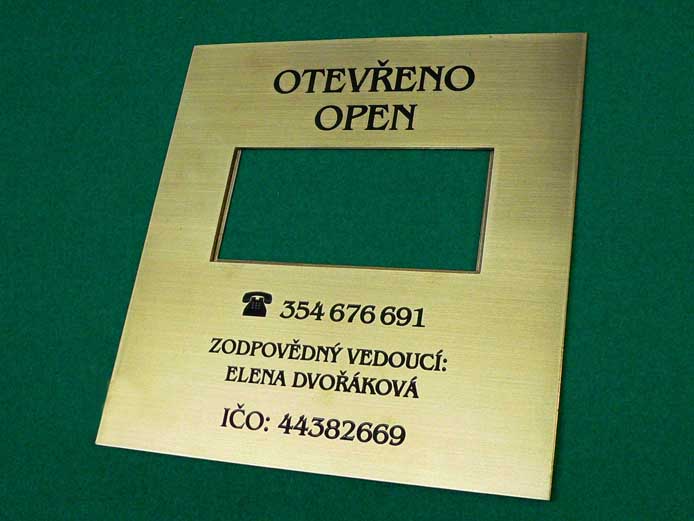 OTEVŘENO
OPEN
☎ 354 676 691
ZODPOVĚDNÝ VEDOUCÍ:
ELENA DVOŘÁKOVÁ
IČO: 44382669